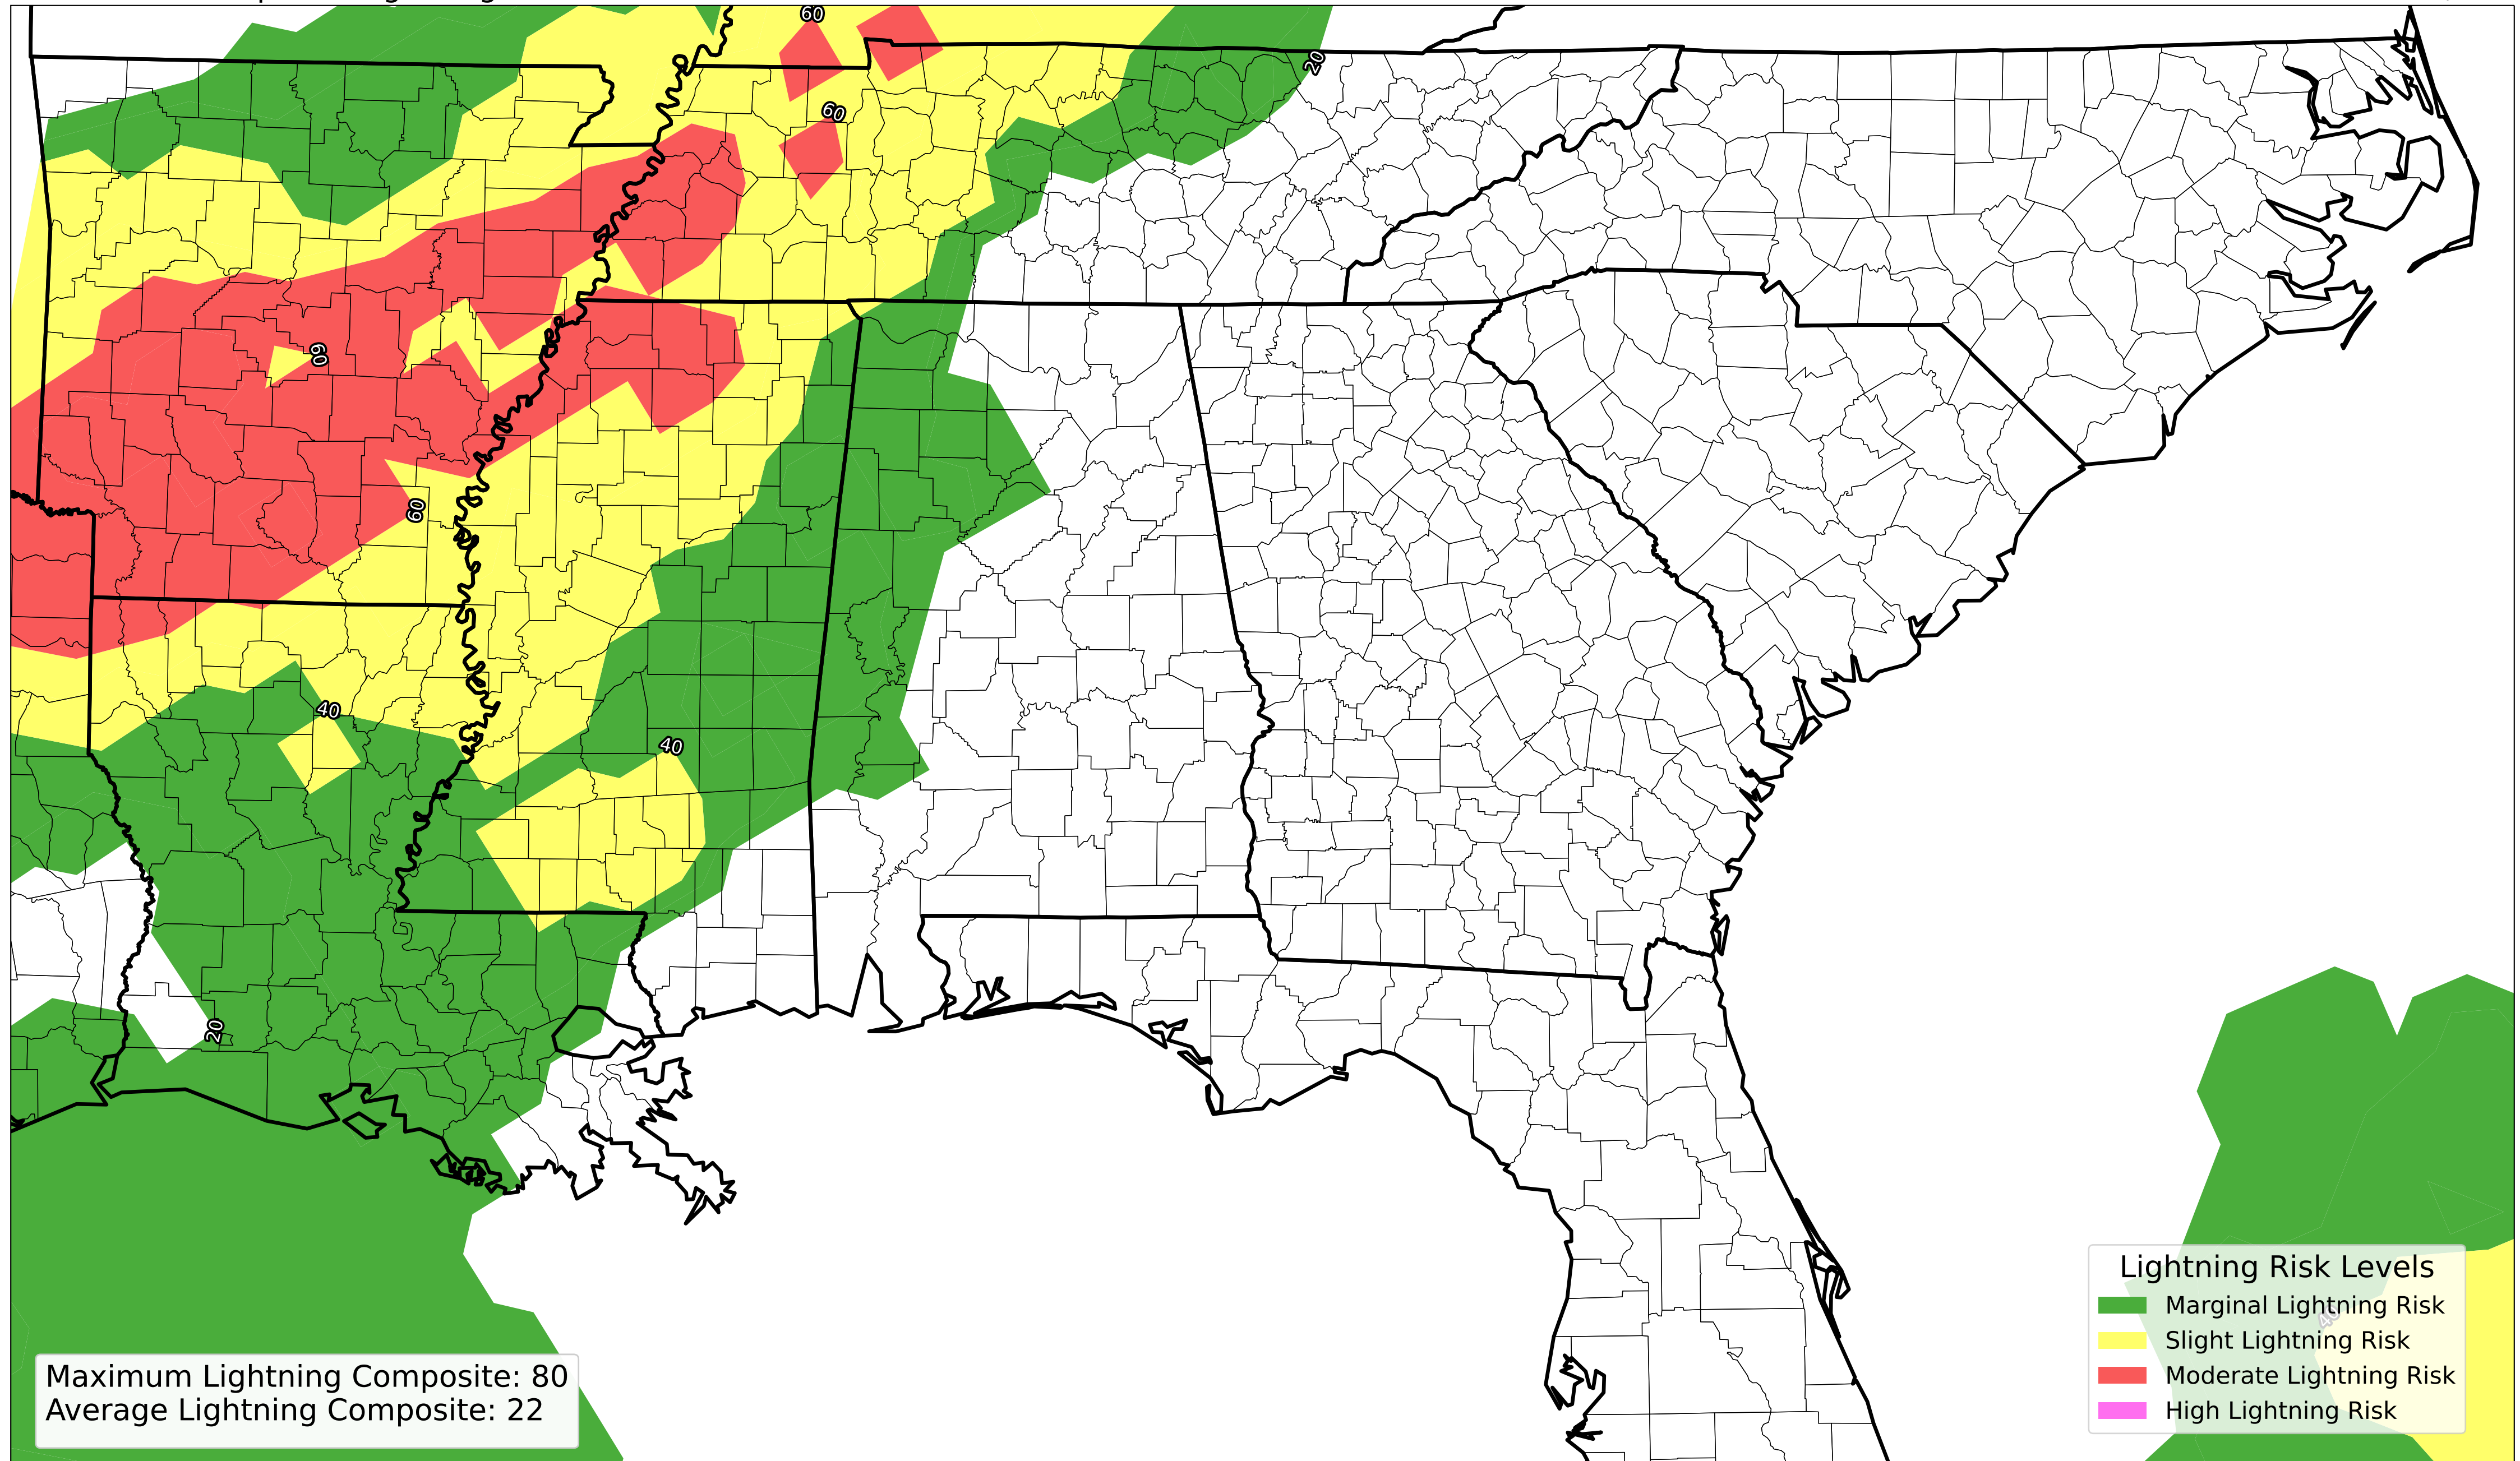 60
20
60
60
60
40
40
20
40
Lightning Risk Levels
Marginal Lightning Risk
Slight Lightning Risk
Moderate Lightning Risk
High Lightning Risk
Maximum Lightning Composite: 80
Average Lightning Composite: 22